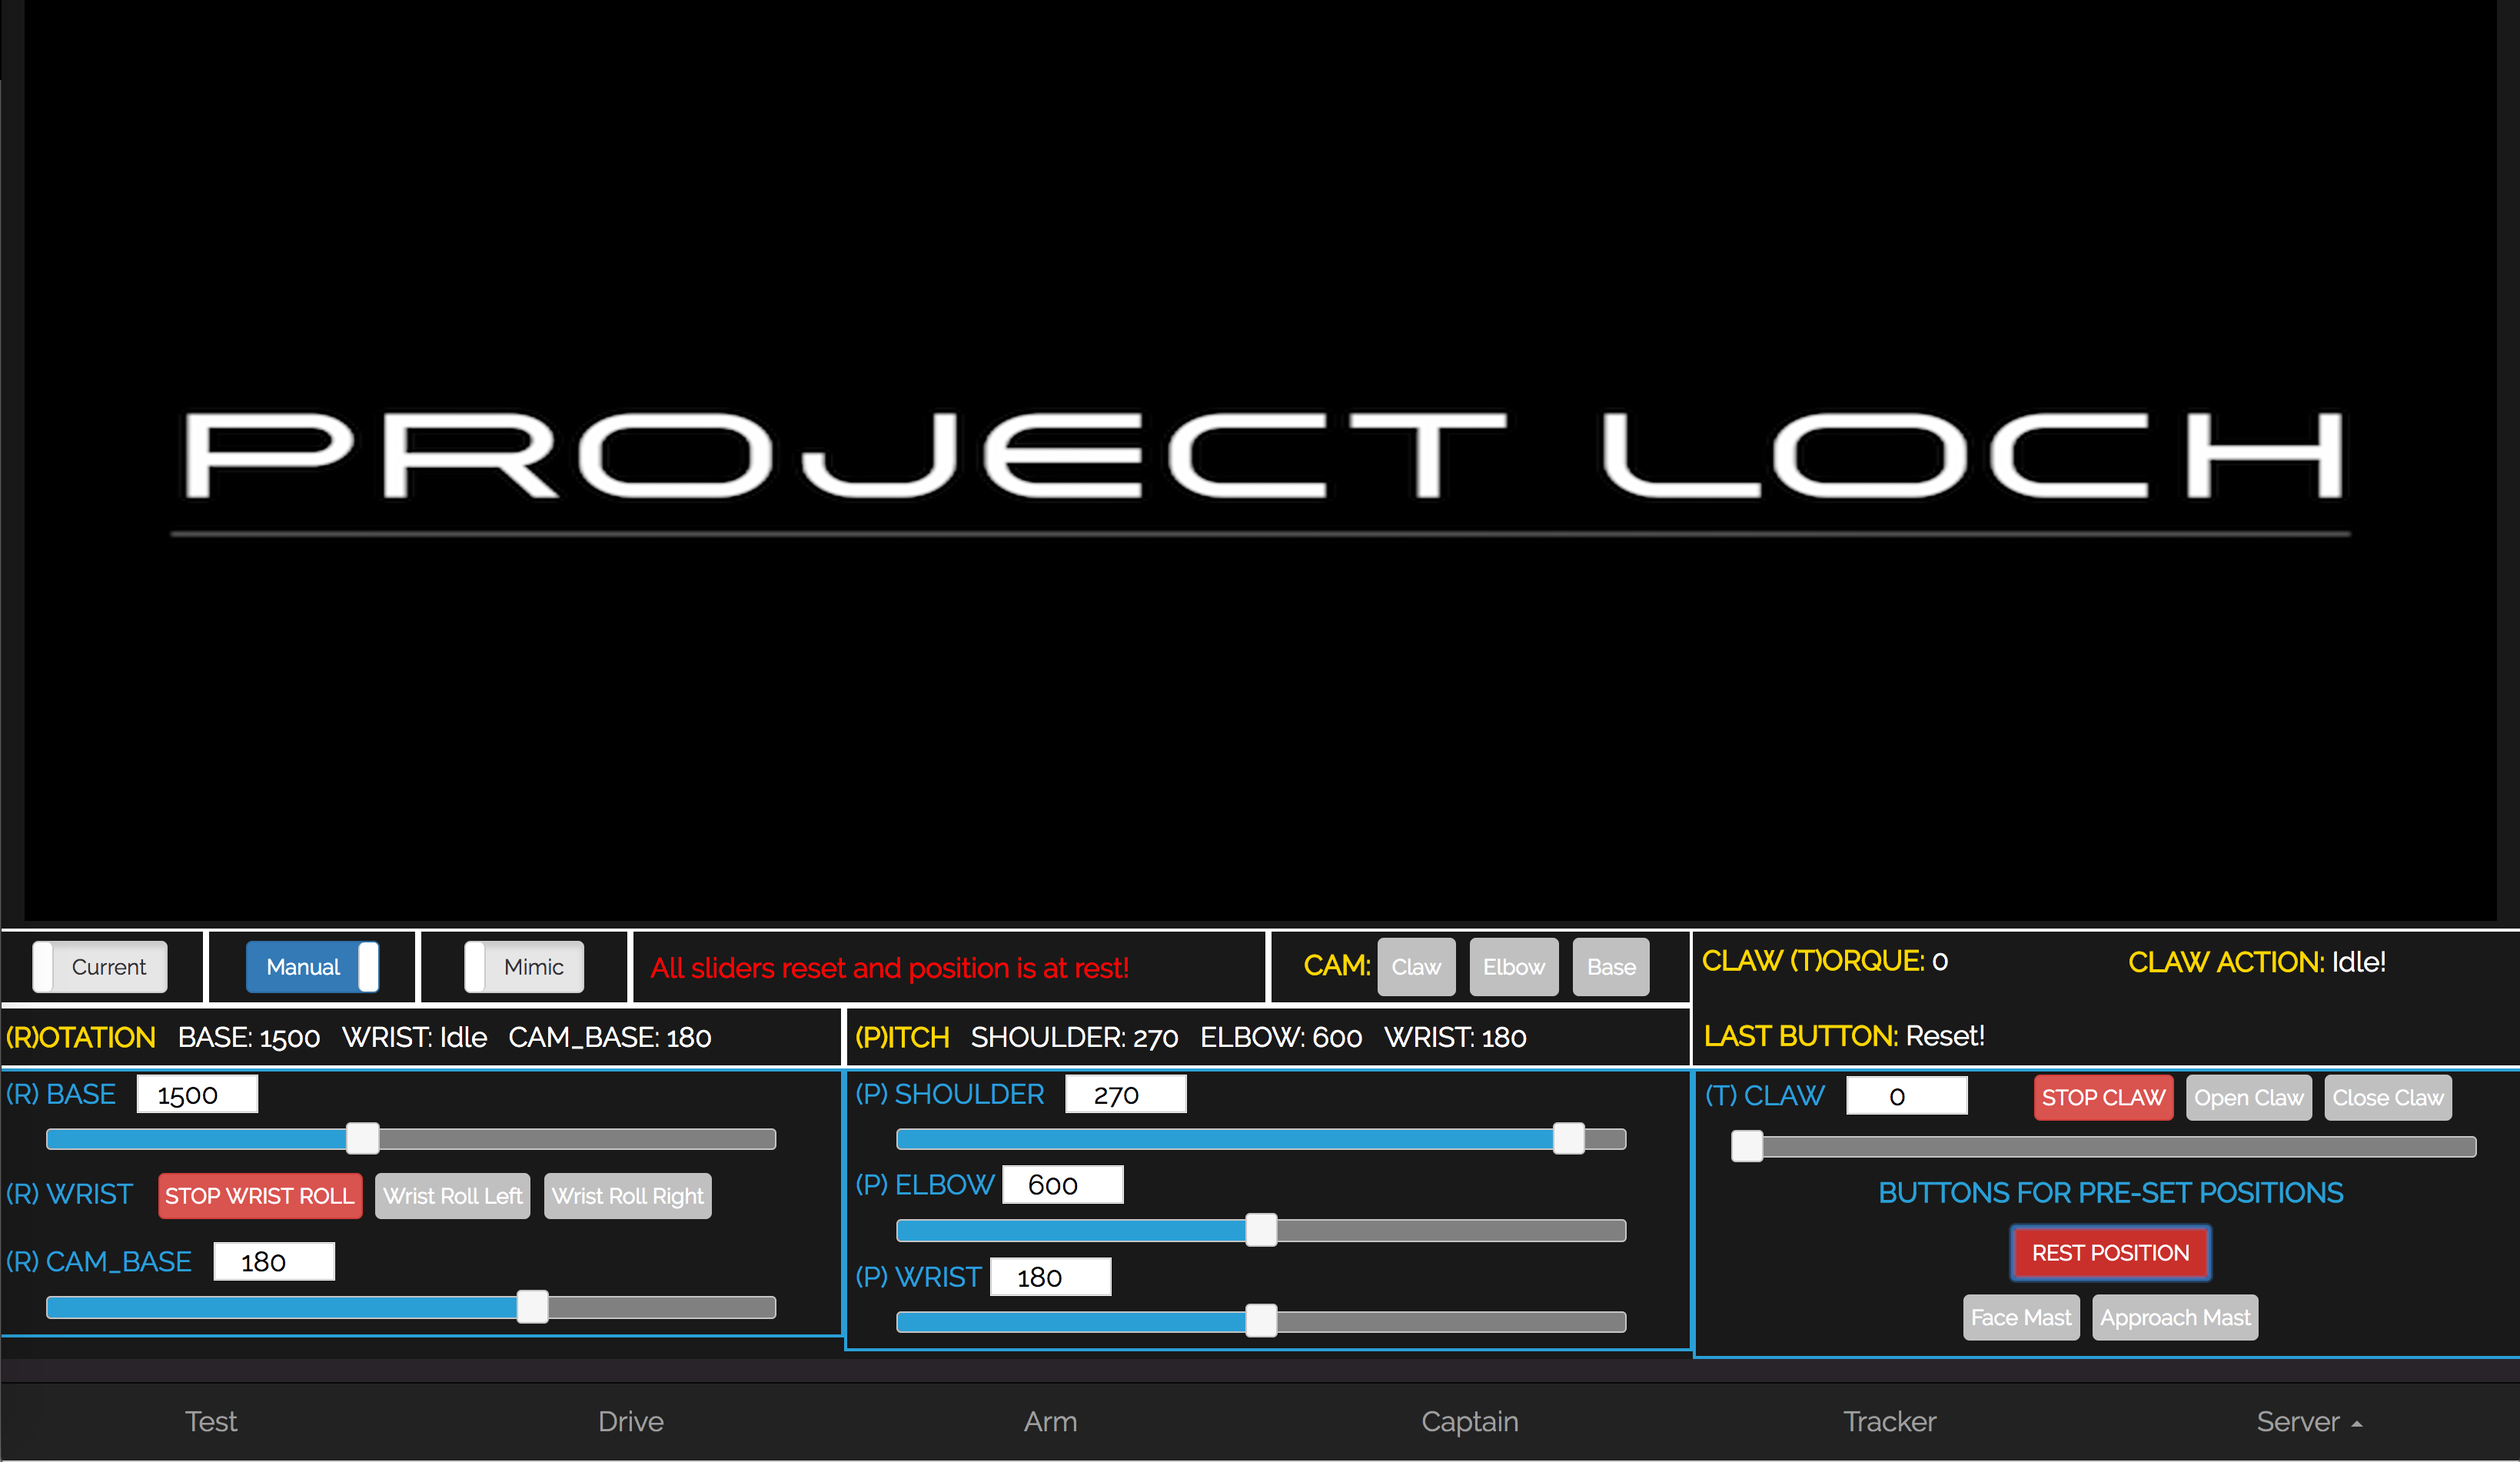 PROJECT LOCH
Current Manual Mimic All sliders reset and position is at rest! CAM: Claw Elbow Base
CLAW (T)ORQUE: 0 CLAW ACTION: Idle!
(R)OTATION BASE: 1500 WRIST: Idle CAM_BASE: 180
(P)ITCH SHOULDER: 270 ELBOW: 600 WRIST: 180
LAST BUTTON: Reset!
(R) BASE 1500
(R) WRIST STOP WRIST ROLL Wrist Roll Left Wrist Roll Right
(R) CAM_BASE 180
(P) SHOULDER 270
(P) ELBOW 600
(P) WRIST 180
(T) CLAW 0 STOP CLAW Open Claw Close Claw
BUTTONS FOR PRE-SET POSITIONS
REST POSITION
Face Mast Approach Mast
Test Drive Arm Captain Tracker Server